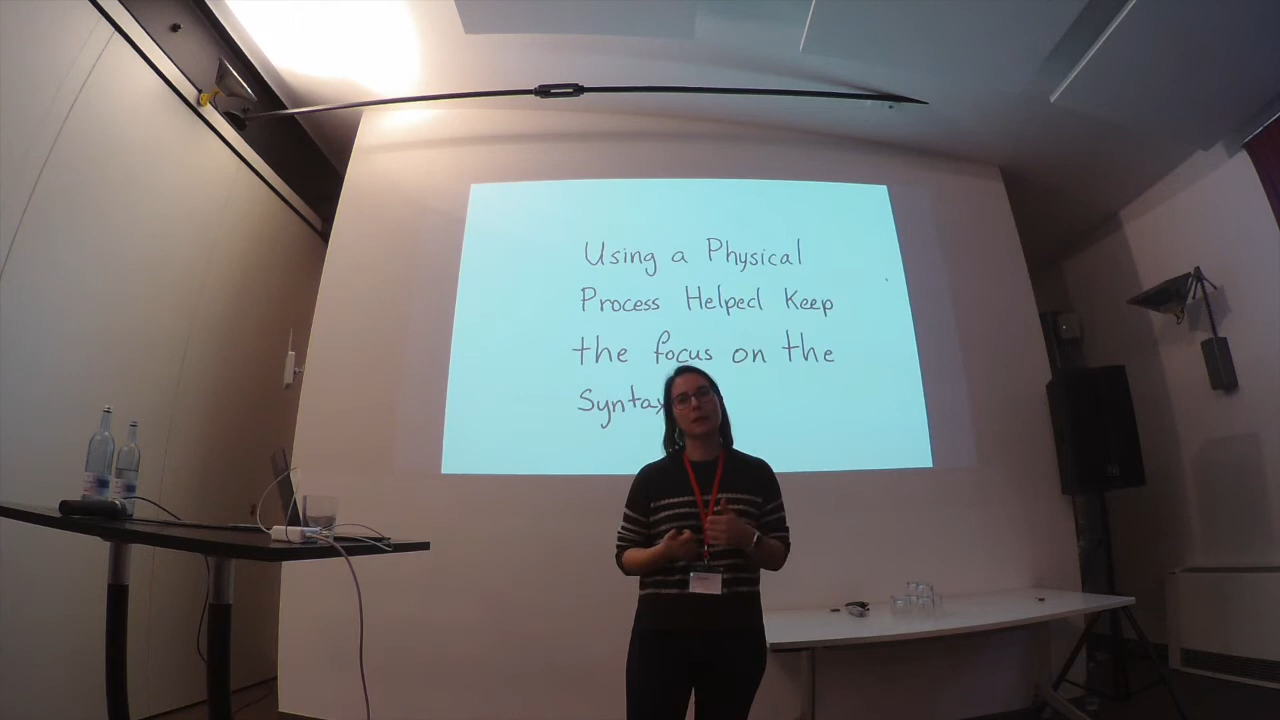 Using a Physical
Process Helped Keep
the focus on the
Syntax